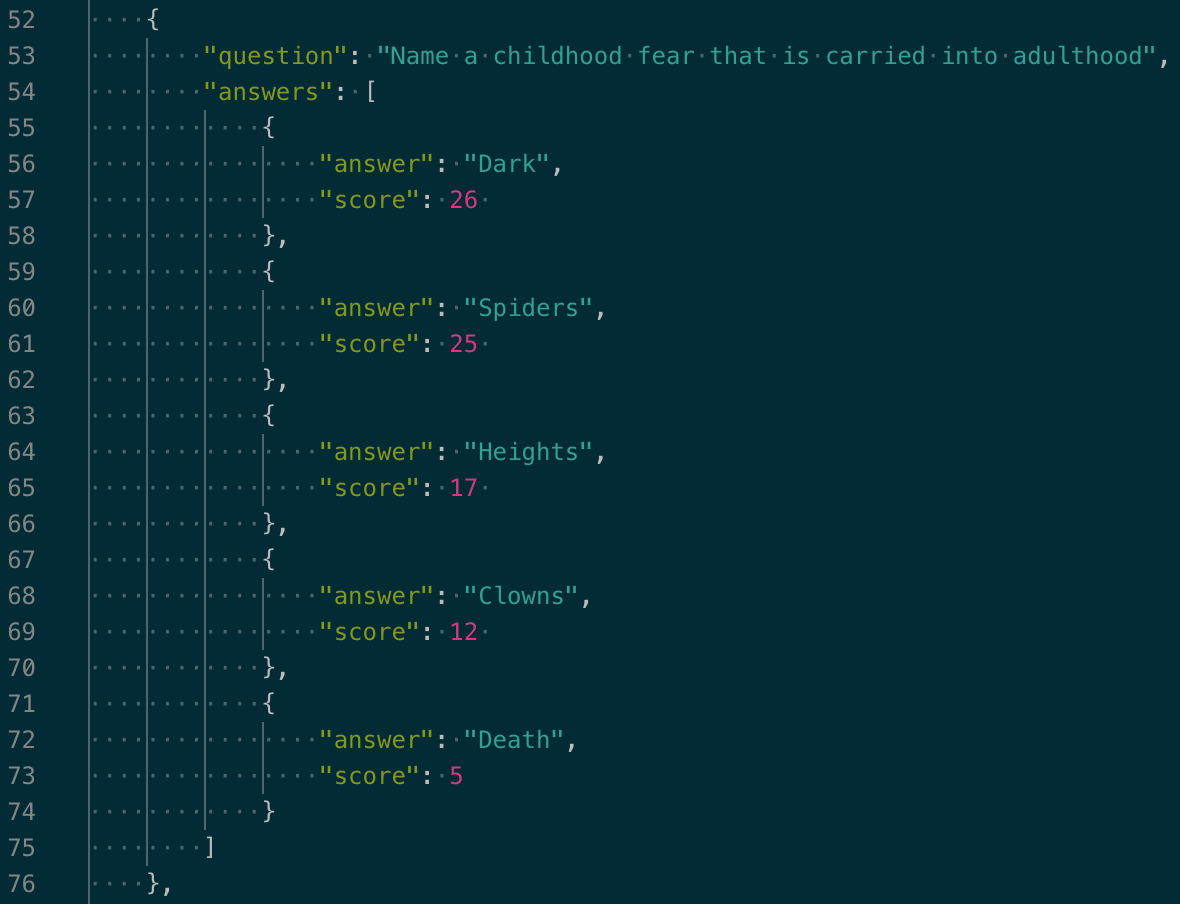 52     {
53         "question": "Name a childhood fear that is carried into adulthood",
54         "answers": [
55             {
56                 "answer": "Dark",
57                 "score": 26
58             },
59             {
60                 "answer": "Spiders",
61                 "score": 25
62             },
63             {
64                 "answer": "Heights",
65                 "score": 17
66             },
67             {
68                 "answer": "Clowns",
69                 "score": 12
70             },
71             {
72                 "answer": "Death",
73                 "score": 5
74             }
75         ]
76     },